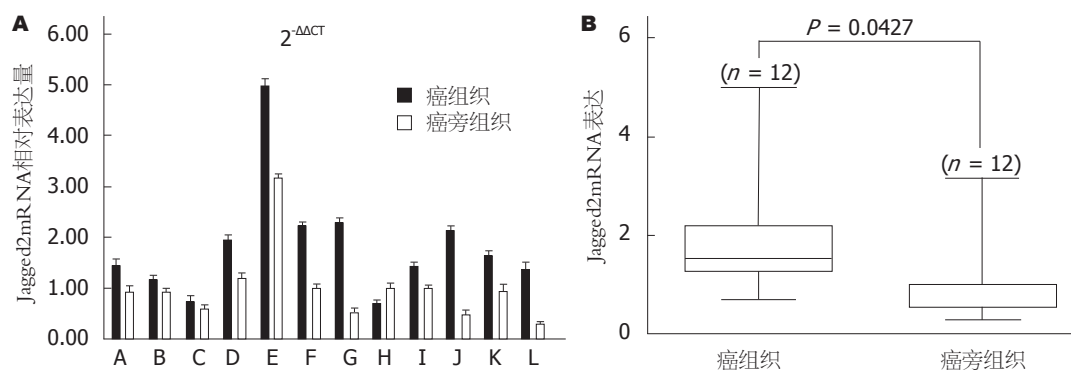 A
2^-ΔΔCT
Jagged2mRNA相对表达量
6.00
5.00
4.00
3.00
2.00
1.00
0.00
癌组织
癌旁组织
A B C D E F G H I J K L
B
P = 0.0427
(n = 12)
(n = 12)
Jagged2mRNA表达
6
4
2
0
癌组织 癌旁组织